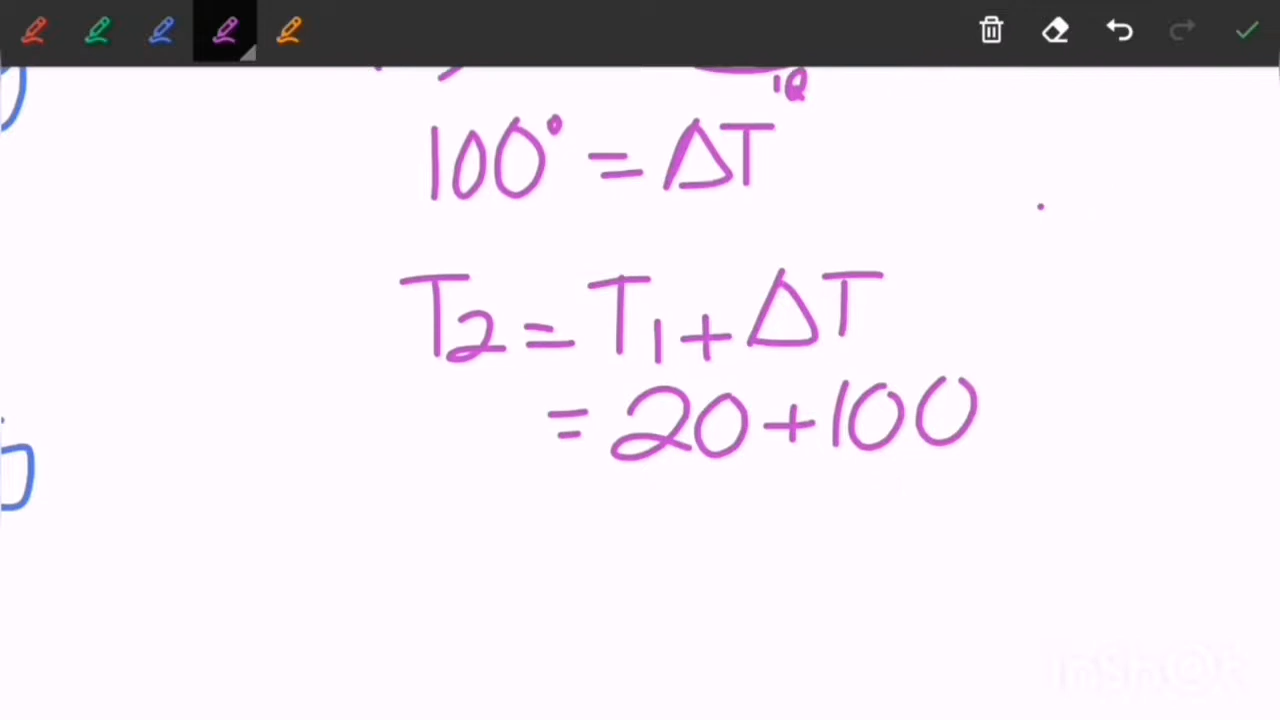 100° = ΔT
T2 = T1 + ΔT
= 20 + 100